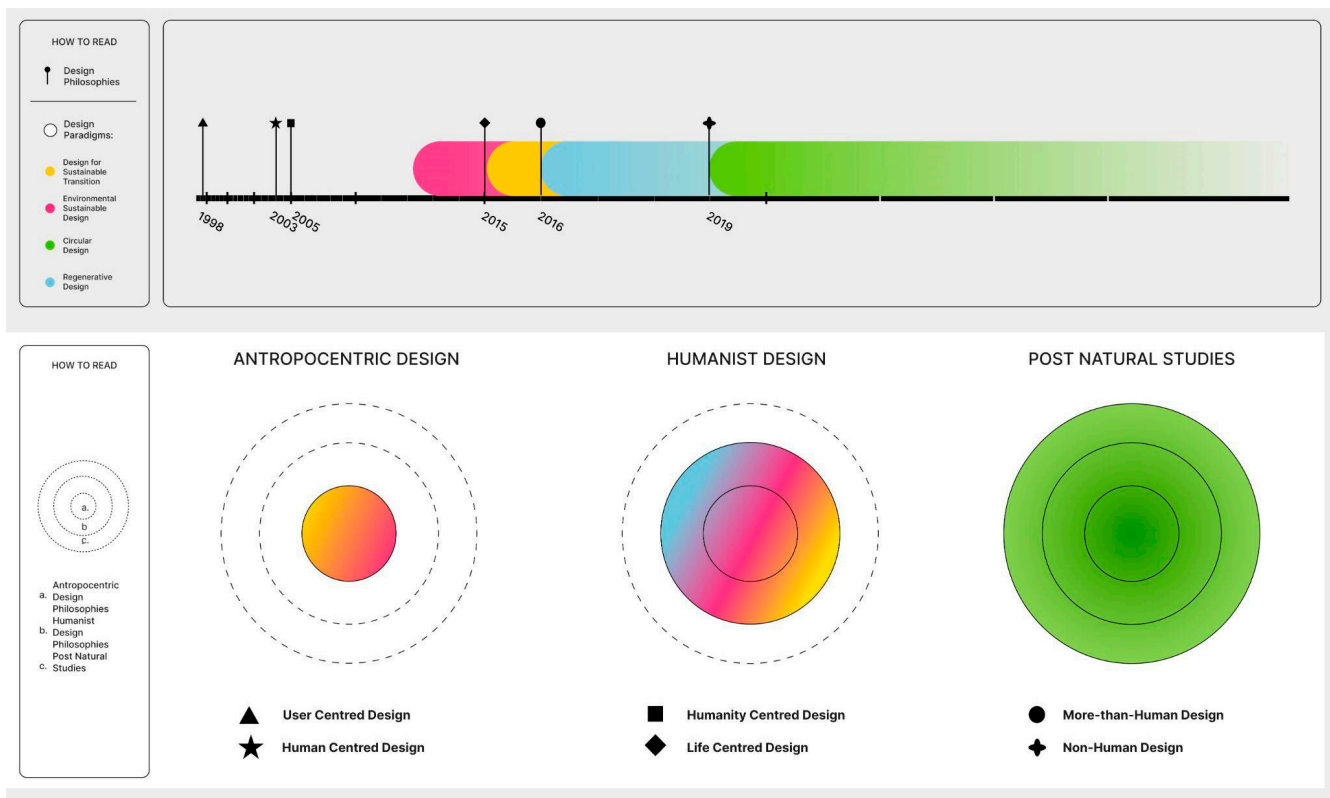 HOW TO READ
Design
Philosophies
Design
Paradigms:
Design for
Sustainable
Transition
Environmental
Sustainable
Design
Circular
Design
Regenerative
Design
1998
2003
2005
2015
2016
2019
HOW TO READ
a.
b
c.
Antropocentric
a. Design
Philosophies
Humanist
b. Design
Philosophies
Post Natural
c. Studies
ANTROPOCENTRIC DESIGN
User Centred Design
Human Centred Design
HUMANIST DESIGN
Humanity Centred Design
Life Centred Design
POST NATURAL STUDIES
More-than-Human Design
Non-Human Design